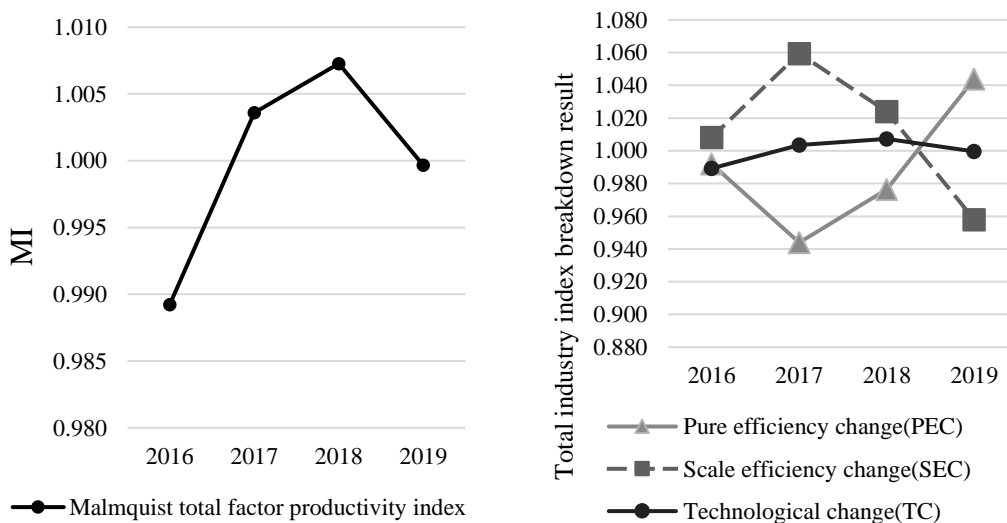 1.010
1.005
1.000
0.995
0.990
0.985
0.980
MI
2016 2017 2018 2019
Malmquist total factor productivity index
1.080
1.060
1.040
1.020
1.000
0.980
0.960
0.940
0.920
0.900
0.880
Total industry index breakdown result
2016 2017 2018 2019
Pure efficiency change(PEC)
Scale efficiency change(SEC)
Technological change(TC)